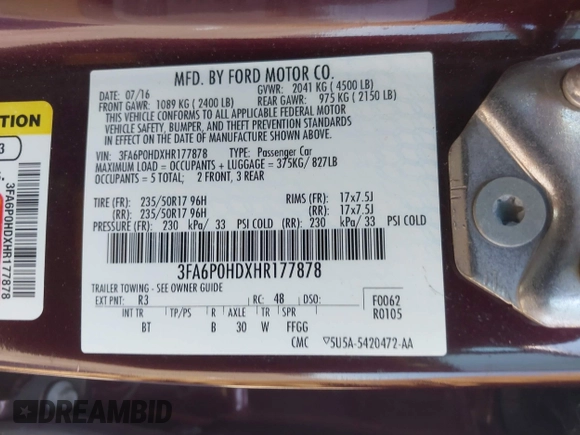 MFD. BY FORD MOTOR CO.
07/16
GVWR: 2041 KG ( 4500 LB)
FRONT GAWR: 1089 KG ( 2400 LB)
REAR GAWR: 975 KG ( 2150 LB)
THIS VEHICLE CONFORMS TO ALL APPLICABLE FEDERAL MOTOR
VEHICLE SAFETY, BUMPER, AND THEFT PREVENTION STANDARDS
IN EFFECT ON THE DATE OF MANUFACTURE SHOWN ABOVE.
VIN: 3FA6P0HDXHR177878 TYPE: Passenger Car
MAXIMUM LOAD = OCCUPANTS + LUGGAGE = 375KG/ 827LB
OCCUPANTS = 5 TOTAL; 2 FRONT, 3 REAR
TIRE (FR): 235/50R17 96H RIMS (FR): 17x7.5J
(RR): 235/50R17 96H (RR): 17x7.5J
PRESSURE (FR): 230 kPa/ 33 PSI COLD (RR): 230 kPa/ 33 PSI COLD
3FA6P0HDXHR177878
TRAILER TOWING - SEE OWNER GUIDE
EXT PNT: R3 RC: 48 DSO:
F0062
R0105
INT TR TP/PS R AXLE TR SPR
BT B 30 W FFGG
CMC 5U5A-5420472-AA
3FA6P0HDXHR177878
DREAMBID